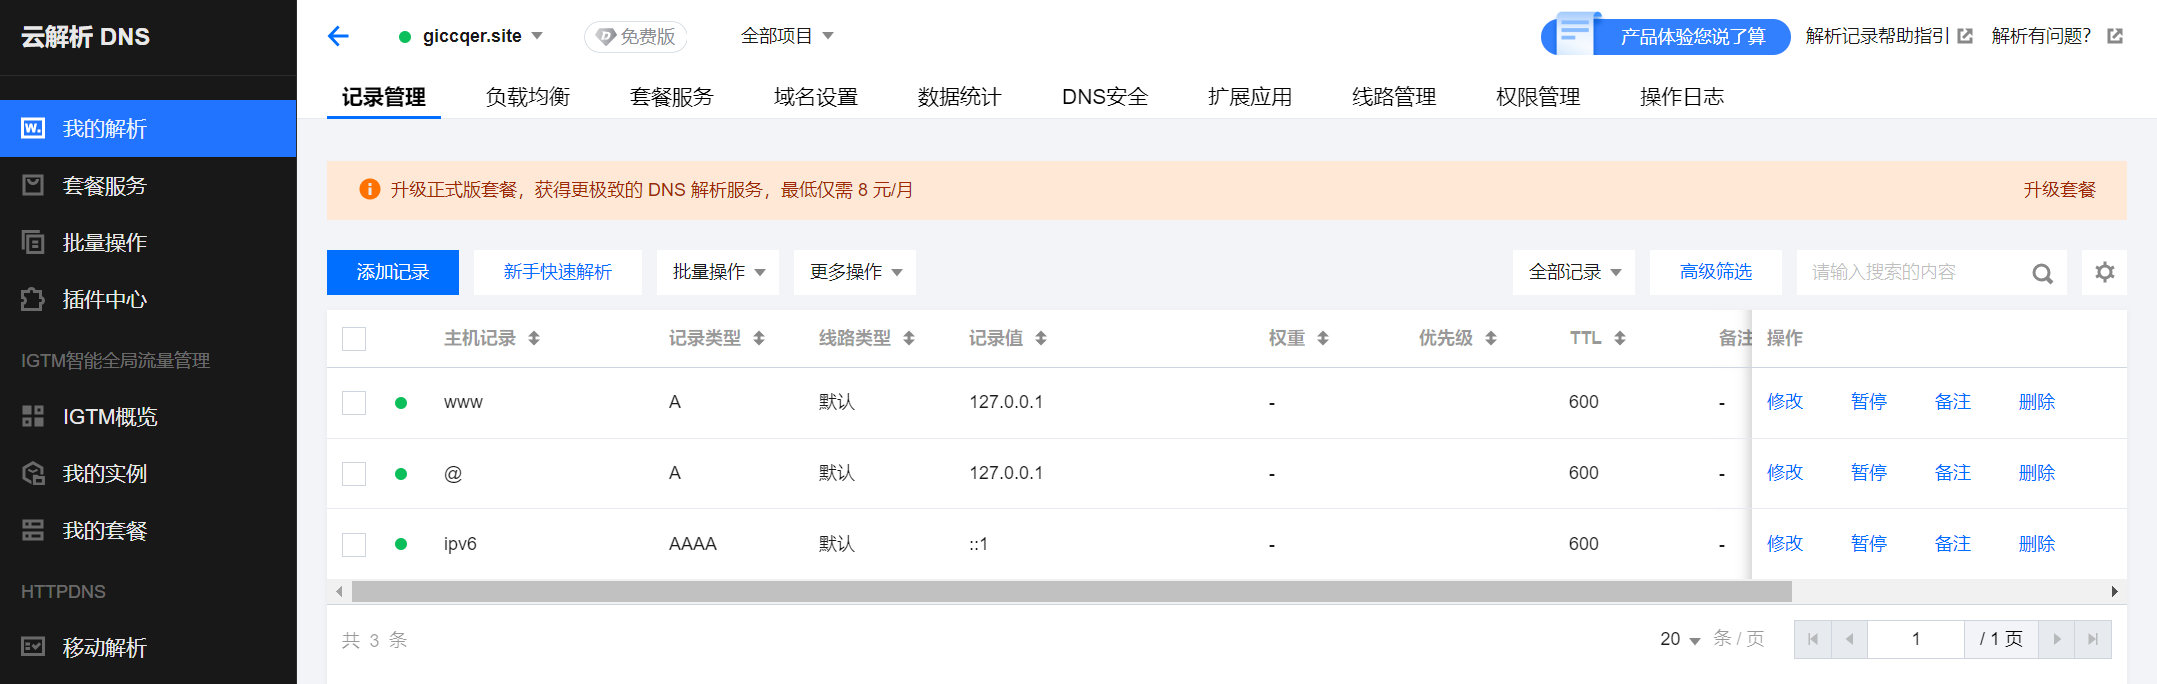 云解析 DNS
giccqer.site
免费版
全部项目
产品体验您说了算
解析记录帮助指引
解析有问题?
记录管理 负载均衡 套餐服务 域名设置 数据统计 DNS安全 扩展应用 线路管理 权限管理 操作日志
我的解析
套餐服务
批量操作
插件中心
IGTM智能全局流量管理
IGTM概览
我的实例
我的套餐
HTTPDNS
移动解析
升级正式版套餐，获得更极致的 DNS 解析服务，最低仅需 8 元/月 升级套餐
添加记录 新手快速解析 批量操作 更多操作 全部记录 高级筛选 请输入搜索的内容
主机记录 记录类型 线路类型 记录值 权重 优先级 TTL 备注 操作
www A 默认 127.0.0.1 - 600 - 修改 暂停 备注 删除
@ A 默认 127.0.0.1 - 600 - 修改 暂停 备注 删除
ipv6 AAAA 默认 ::1 - 600 - 修改 暂停 备注 删除
共 3 条 20 条 / 页 1 / 1 页